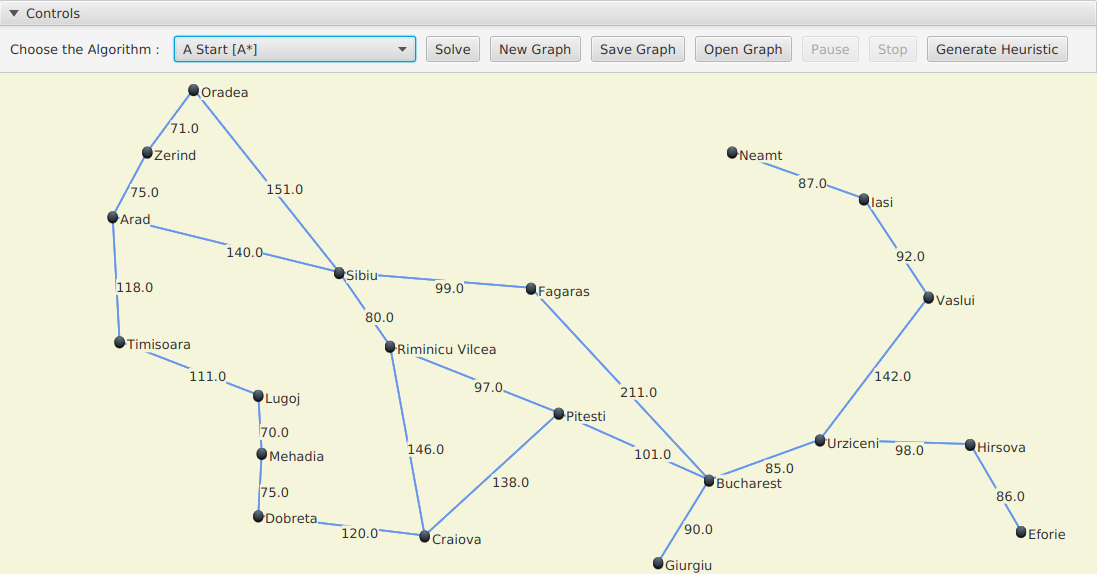 Controls
Choose the Algorithm : A Start [A*] Solve New Graph Save Graph Open Graph Pause Stop Generate Heuristic
Oradea
71.0
Zerind
Neamt
87.0
151.0
75.0
Iasi
Arad
140.0
92.0
Sibiu
118.0
99.0
Fagaras
Vaslui
80.0
Timisoara
Riminicu Vilcea
111.0
142.0
97.0
211.0
Lugoj
Pitesti
70.0
Urziceni
Hirsova
146.0
98.0
101.0
Mehadia
85.0
138.0
Bucharest
75.0
86.0
Dobreta
90.0
120.0
Eforie
Craiova
Giurgiu